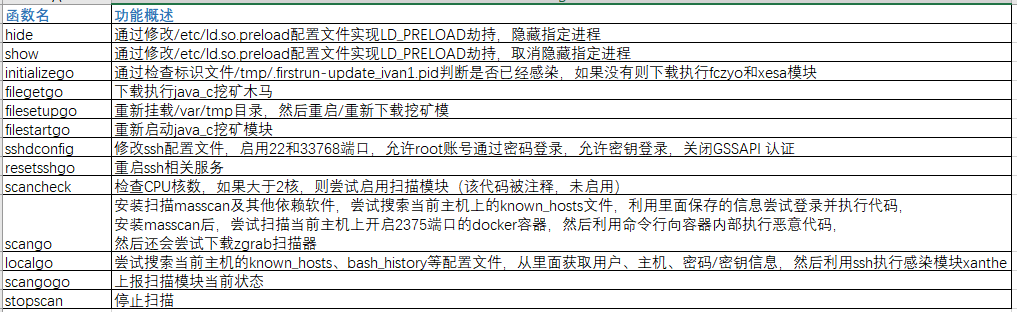 函数名 功能概述
hide 通过修改/etc/ld.so.preload配置文件实现LD_PRELOAD劫持，隐藏指定进程
show 通过修改/etc/ld.so.preload配置文件实现LD_PRELOAD劫持，取消隐藏指定进程
initializego 通过检查标识文件/tmp/.firstrun-update_ivan1.pid判断是否已经感染，如果没有则下载执行fczyo和xesa模块
filegetgo 下载执行java_c挖矿木马
filesetupgo 重新挂载/var/tmp目录，然后重启/重新下载挖矿模
filestartgo 重新启动java_c挖矿模块
sshdconfig 修改ssh配置文件，启用22和33768端口，允许root账号通过密码登录，允许密钥登录，关闭GSSAPI 认证
resetsshgo 重启ssh相关服务
scancheck 检查CPU核数，如果大于2核，则尝试启用扫描模块（该代码被注释，未启用）
安装扫描masscan及其他依赖软件，尝试搜索当前主机上的known_hosts文件，利用里面保存的信息尝试登录并执行代码，
安装masscan后，尝试扫描当前主机上开启2375端口的docker容器，然后利用命令行向容器内部执行恶意代码，
scango 然后还会尝试下载zgrab扫描器
localgo 尝试搜索当前主机的known_hosts、bash_history等配置文件，从里面获取用户、主机、密码/密钥信息，然后利用ssh执行感染模块xanthe
scangogo 上报扫描模块当前状态
stopscan 停止扫描